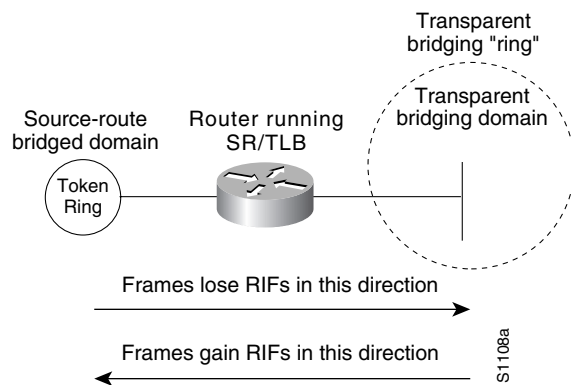 Transparent
bridging "ring"
Transparent
bridging domain
Source-route
bridged domain
Router running
SR/TLB
Token
Ring
Frames lose RIFs in this direction
Frames gain RIFs in this direction
S1108a